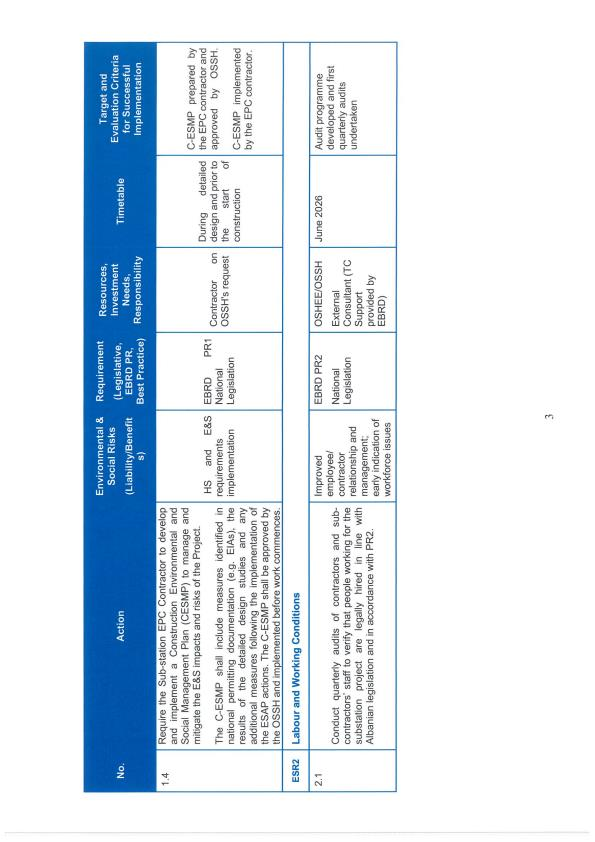 No.
Action
Environmental &
Social Risks
(Liability/Benefit
s)
Requirement
(Legislative,
EBRD PR,
Best Practice)
Resources,
Investment
Needs,
Responsibility
Timetable
Target and
Evaluation Criteria
for Successful
Implementation
1.4
Require the Sub-station EPC Contractor to develop
and implement a Construction Environmental and
Social Management Plan (CESMP) to manage and
mitigate the E&S impacts and risks of the Project.
The C-ESMP shall include measures identified in
national permitting documentation (e.g. EIAs), the
results of the detailed design studies and any
additional measures following the implementation of
the ESAP actions. The C-ESMP shall be approved by
the OSSH and implemented before work commences.
HS and E&S
requirements
implementation
EBRD PR1
National
Legislation
Contractor on
OSSH's request
During detailed
design and prior to
the start of
construction
C-ESMP prepared by
the EPC contractor and
approved by OSSH.
C-ESMP implemented
by the EPC contractor.
ESR2 Labour and Working Conditions
2.1
Conduct quarterly audits of contractors and sub-
contractors' staff to verify that people working for the
substation project are legally hired in line with
Albanian legislation and in accordance with PR2.
Improved
employee/
contractor
relationship and
management;
early indication of
workforce issues
EBRD PR2
National
Legislation
OSHEE/OSSH
External
Consultant (TC
Support
provided by
EBRD)
June 2026
Audit programme
developed and first
quarterly audits
undertaken
3